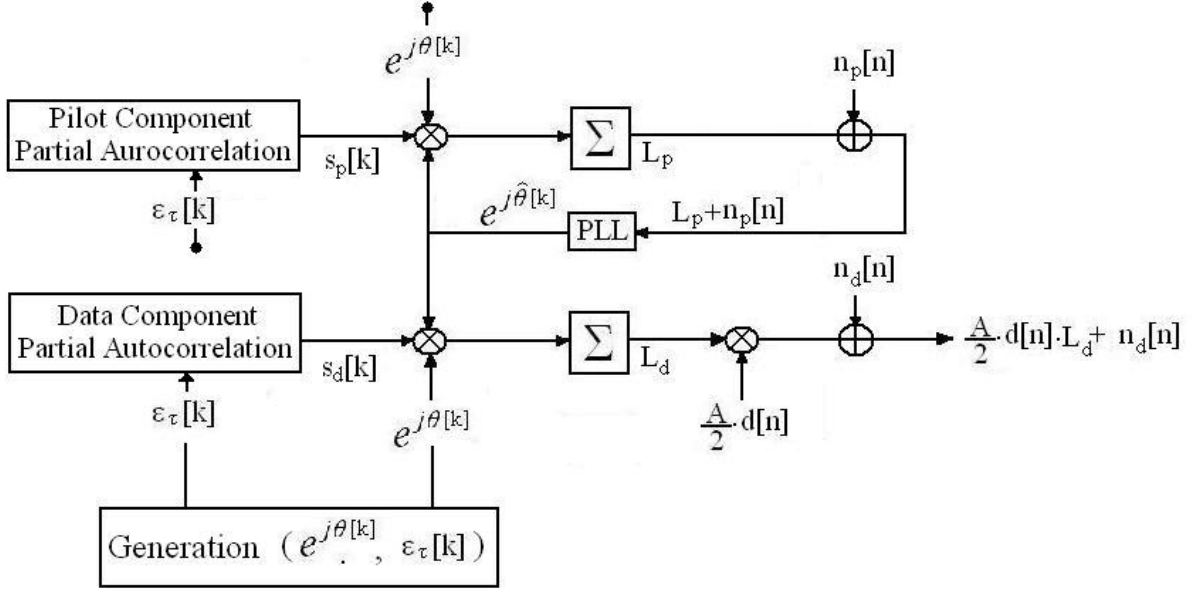 e^{jθ[k]}
n_p[n]
Pilot Component
Partial Aurocorrelation
s_p[k]
Σ
L_p
ε_τ[k]
e^{jθ̂[k]}
PLL
L_p+n_p[n]
n_d[n]
Data Component
Partial Autocorrelation
s_d[k]
Σ
L_d
A/2·d[n]·L_d+ n_d[n]
ε_τ[k]
e^{jθ[k]}
A/2·d[n]
Generation (e^{jθ[k]}, ε_τ[k])